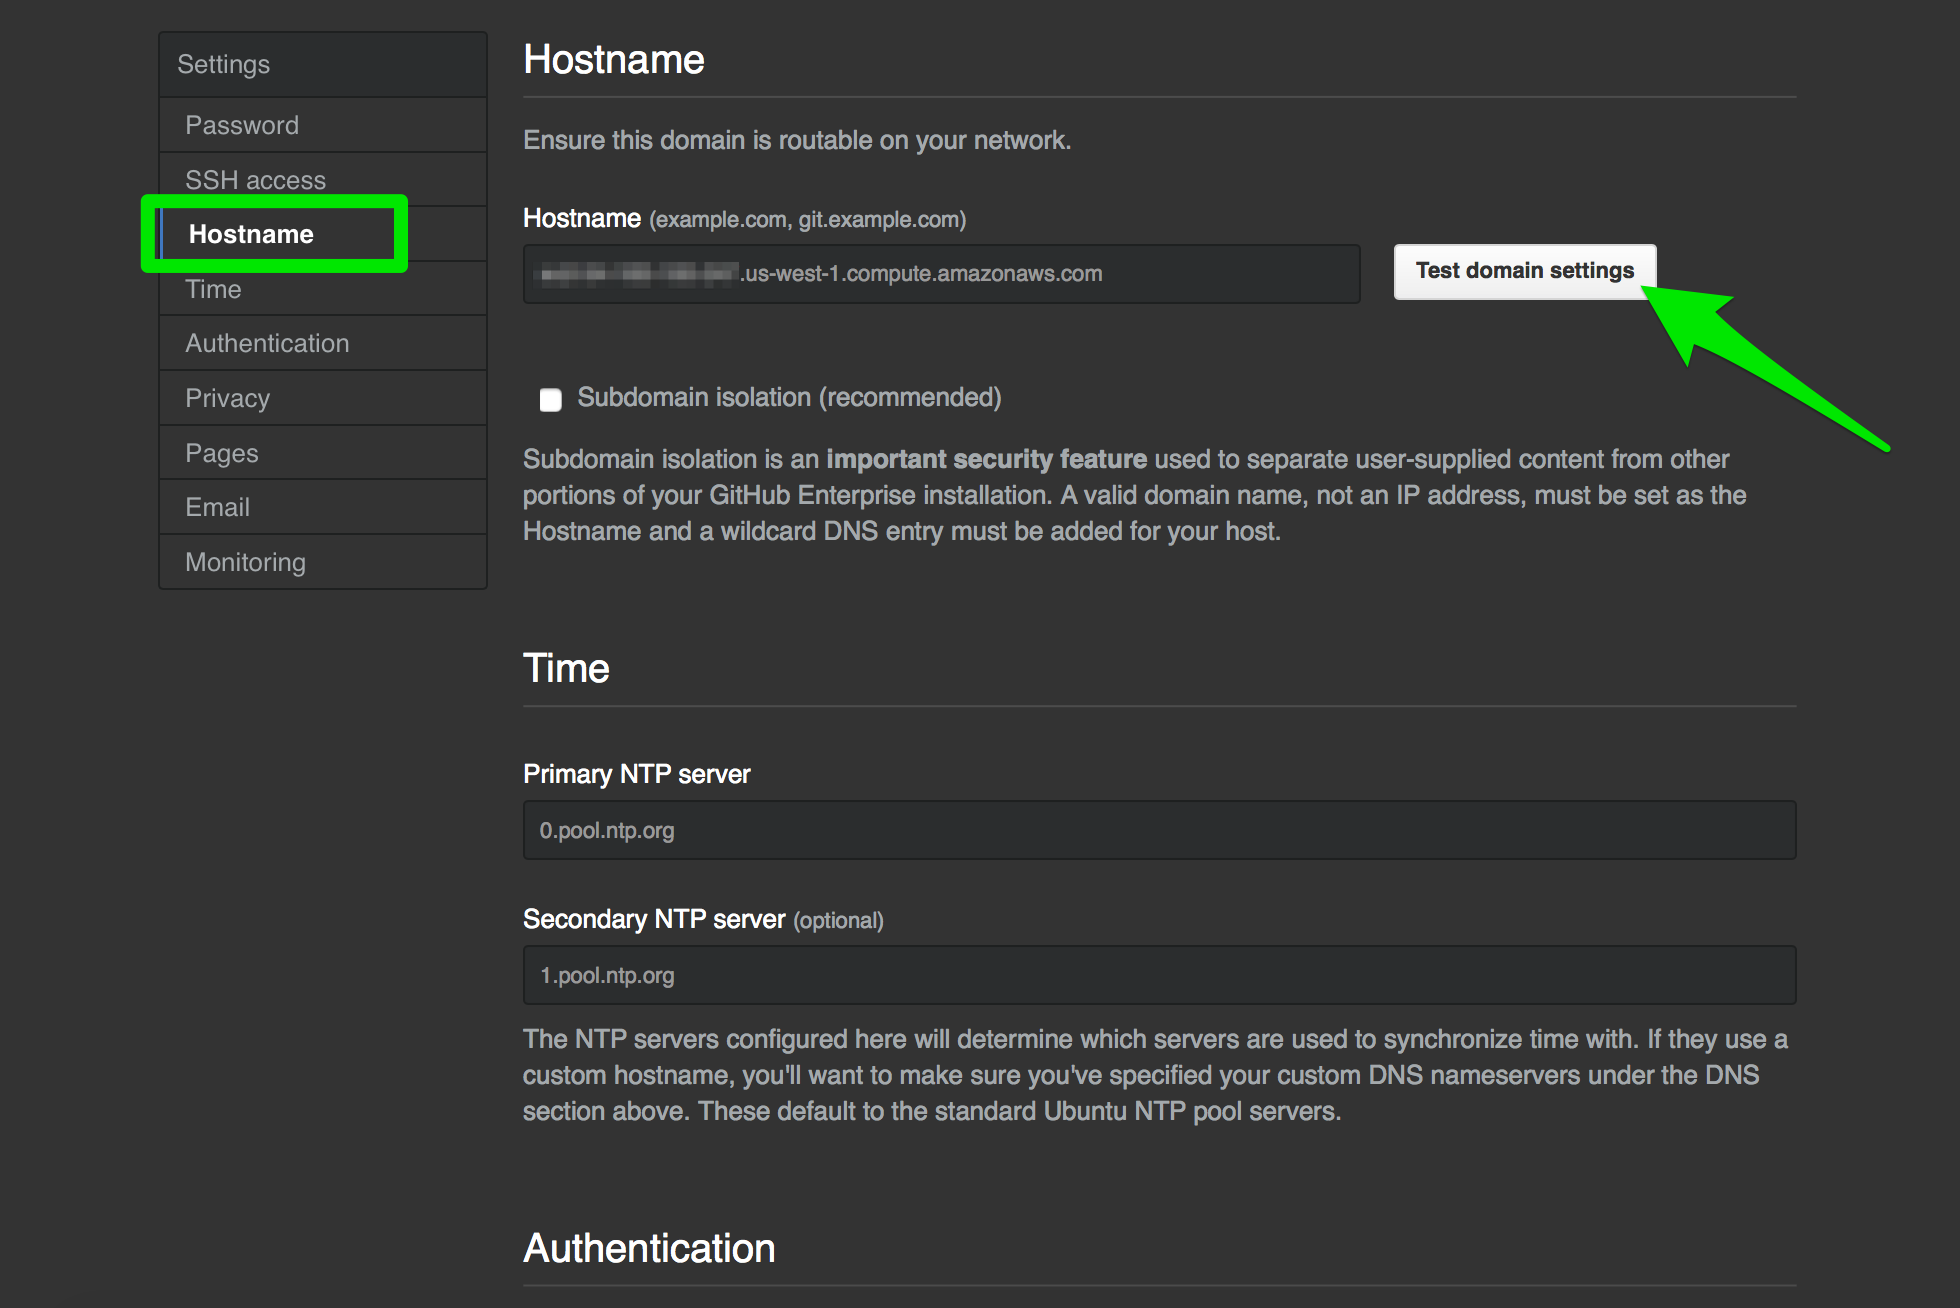 Settings
Password
SSH access
Hostname
Time
Authentication
Privacy
Pages
Email
Monitoring
Hostname
Ensure this domain is routable on your network.
Hostname (example.com, git.example.com)
.us-west-1.compute.amazonaws.com
Test domain settings
Subdomain isolation (recommended)
Subdomain isolation is an important security feature used to separate user-supplied content from other
portions of your GitHub Enterprise installation. A valid domain name, not an IP address, must be set as the
Hostname and a wildcard DNS entry must be added for your host.
Time
Primary NTP server
0.pool.ntp.org
Secondary NTP server (optional)
1.pool.ntp.org
The NTP servers configured here will determine which servers are used to synchronize time with. If they use a
custom hostname, you'll want to make sure you've specified your custom DNS nameservers under the DNS
section above. These default to the standard Ubuntu NTP pool servers.
Authentication